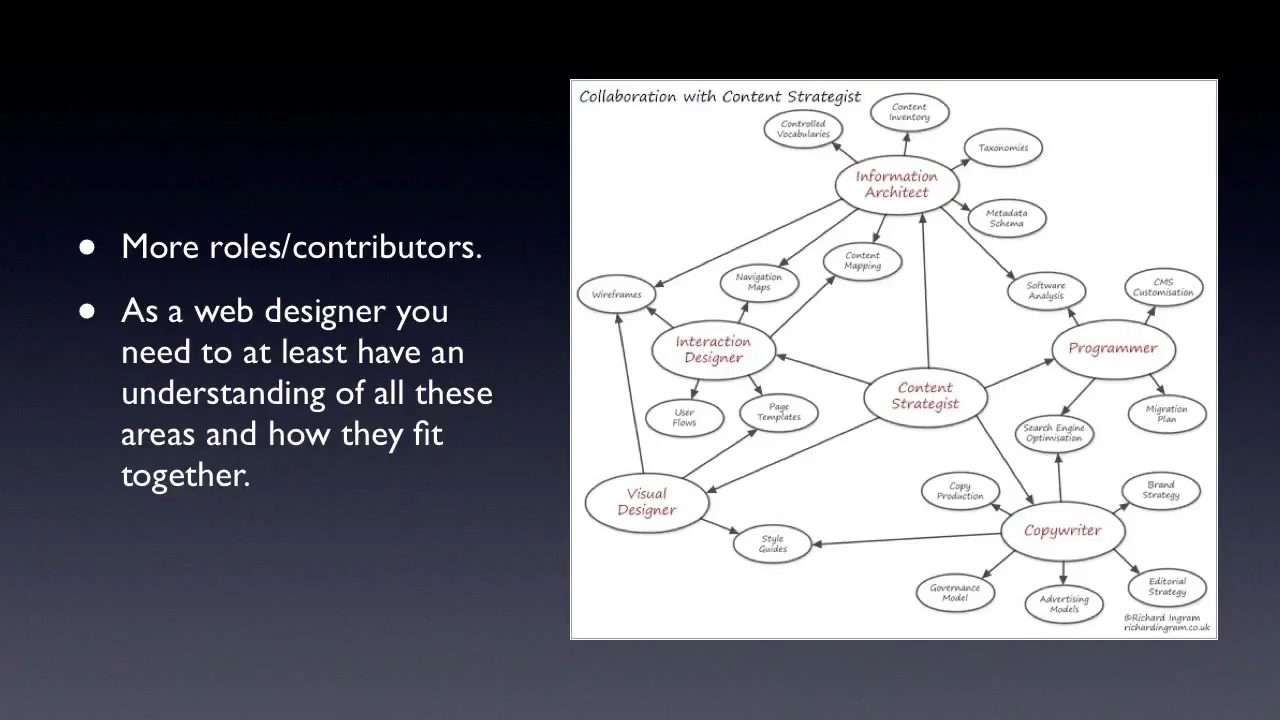 ● More roles/contributors.
● As a web designer you
need to at least have an
understanding of all these
areas and how they fit
together.
Collaboration with Content Strategist
Controlled
Vocabularies
Content
Inventory
Taxonomies
Information
Architect
Metadata
Schema
Content
Mapping
Navigation
Maps
Wireframes
Software
Analysis
CMS
Customisation
Interaction
Designer
Programmer
Content
Strategist
User
Flows
Page
Templates
Migration
Plan
Search Engine
Optimisation
Visual
Designer
Copy
Production
Brand
Strategy
Copywriter
Style
Guides
Governance
Model
Advertising
Models
Editorial
Strategy
©Richard Ingram
richardingram.co.uk